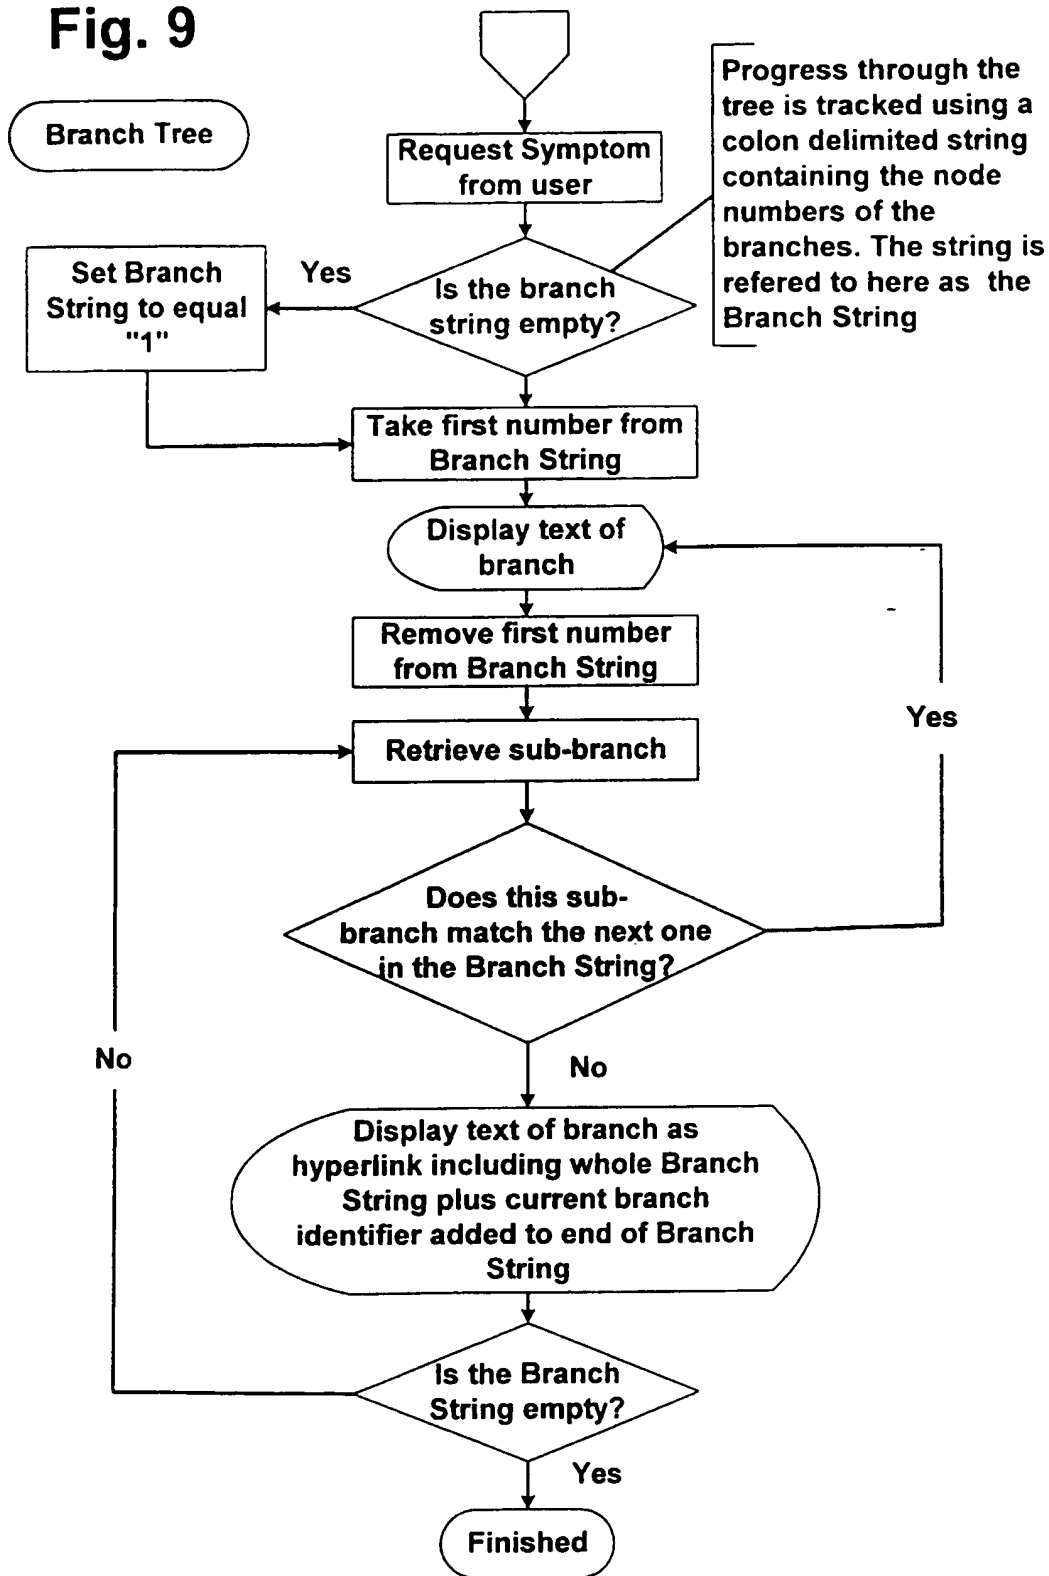 Fig. 9
Branch Tree
Request Symptom
from user
Progress through the
tree is tracked using a
colon delimited string
containing the node
numbers of the
branches. The string is
refered to here as the
Branch String
Is the branch
string empty?
Yes
Set Branch
String to equal
"1"
Take first number from
Branch String
Display text of
branch
Remove first number
from Branch String
Yes
Retrieve sub-branch
Does this sub-
branch match the next one
in the Branch String?
No
No
Display text of branch as
hyperlink including whole Branch
String plus current branch
identifier added to end of Branch
String
Is the Branch
String empty?
Yes
Finished